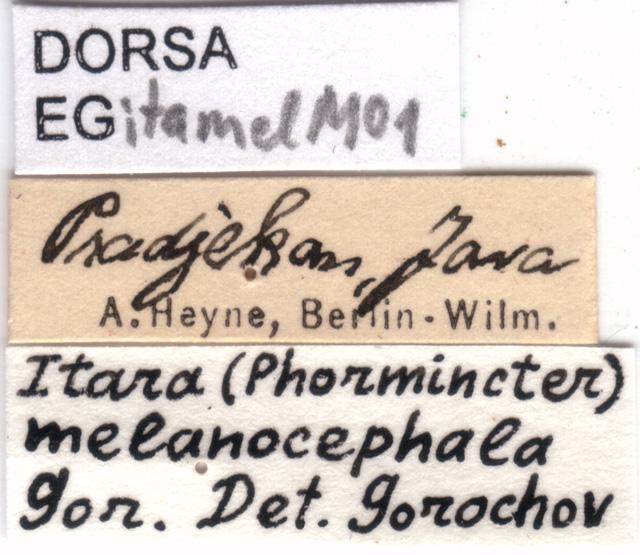 DORSA
EGitamelM01
Pradjekan, Java
A. Heyne, Berlin-Wilm.
Itara (Phormincter)
melanocephala
Gor. Det. Gorochov